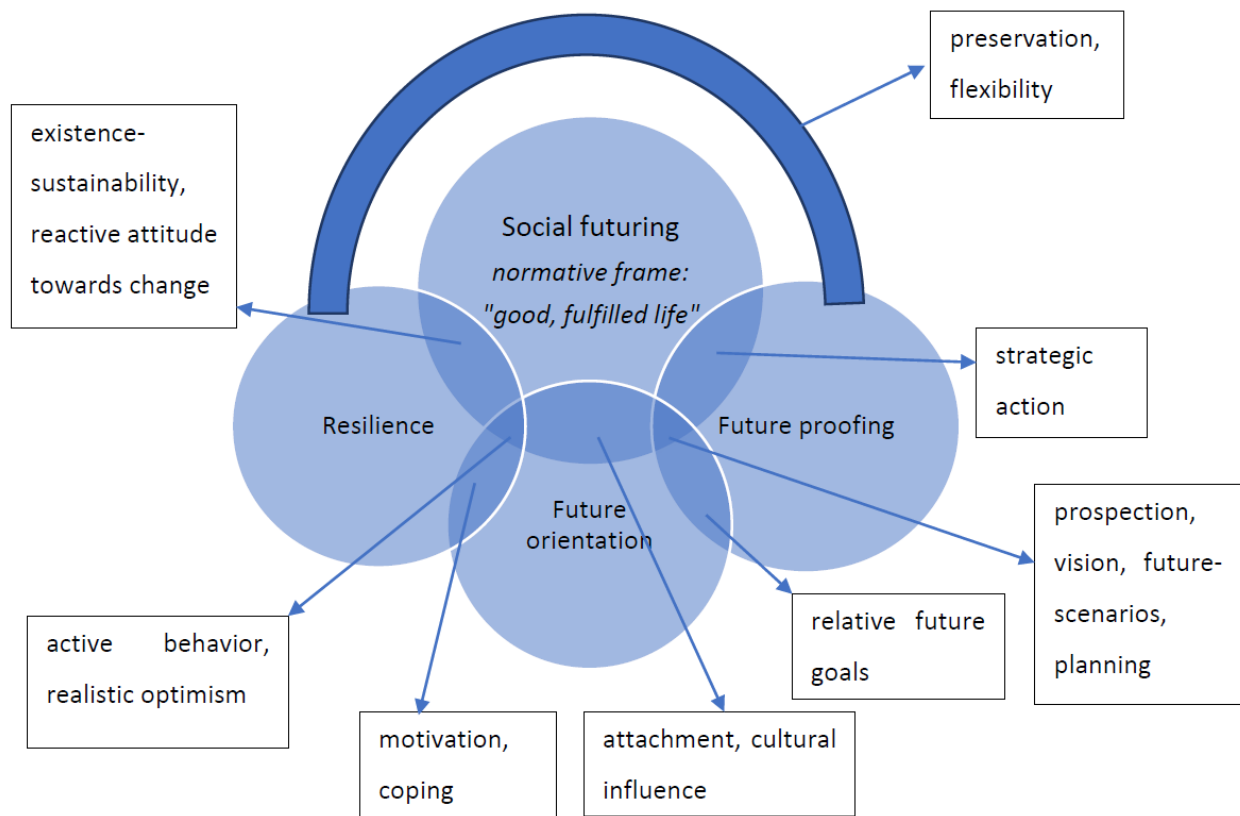 preservation,
flexibility
existence-
sustainability,
reactive attitude
towards change
Social futuring
normative frame:
"good, fulfilled life"
strategic
action
Resilience
Future proofing
Future
orientation
prospection,
vision, future-
scenarios,
planning
relative future
goals
active behavior,
realistic optimism
motivation,
coping
attachment, cultural
influence